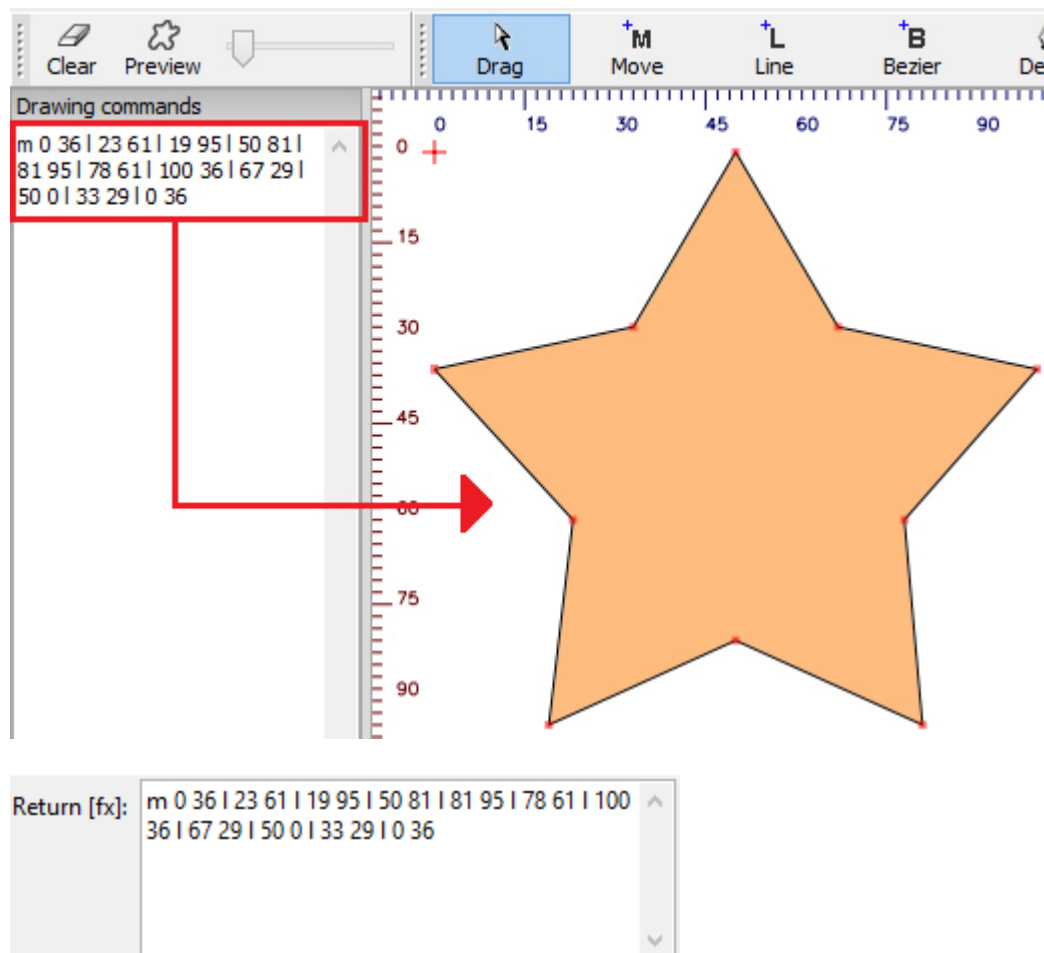 Clear Preview Drag Move Line Bezier De
+M +L +B
Drawing commands
m 0 36 l 23 61 l 19 95 l 50 81 l
81 95 l 78 61 l 100 36 l 67 29 l
50 0 l 33 29 l 0 36
0 15 30 45 60 75 90
0
15
30
45
60
75
90
Return [fx]: m 0 36 l 23 61 l 19 95 l 50 81 l 81 95 l 78 61 l 100
36 l 67 29 l 50 0 l 33 29 l 0 36